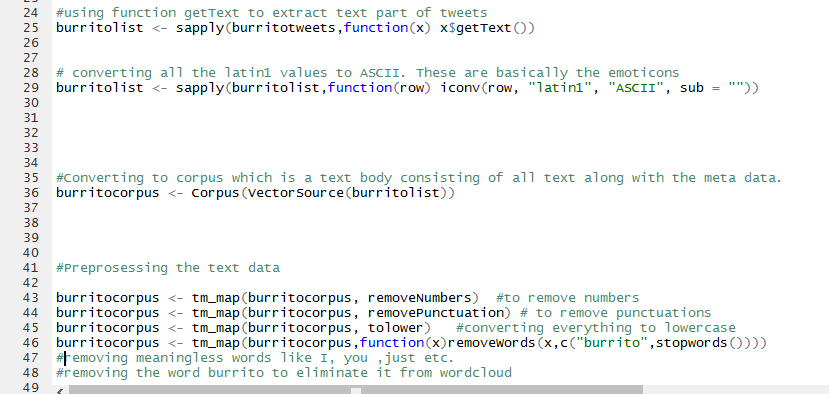 24 #using function getText to extract text part of tweets
25 burritolist <- sapply(burritotweets,function(x) x$getText())
26
27
28 # converting all the latin1 values to ASCII. These are basically the emoticons
29 burritolist <- sapply(burritolist,function(row) iconv(row, "latin1", "ASCII", sub = ""))
30
31
32
33
34
35 #Converting to corpus which is a text body consisting of all text along with the meta data.
36 burritocorpus <- Corpus(VectorSource(burritolist))
37
38
39
40
41 #Preprosessing the text data
42
43 burritocorpus <- tm_map(burritocorpus, removeNumbers)  #to remove numbers
44 burritocorpus <- tm_map(burritocorpus, removePunctuation) # to remove punctuations
45 burritocorpus <- tm_map(burritocorpus, tolower)   #converting everything to lowercase
46 burritocorpus <- tm_map(burritocorpus,function(x)removeWords(x,c("burrito",stopwords())))
47 #removing meaningless words like I, you ,just etc.
48 #removing the word burrito to eliminate it from wordcloud
49